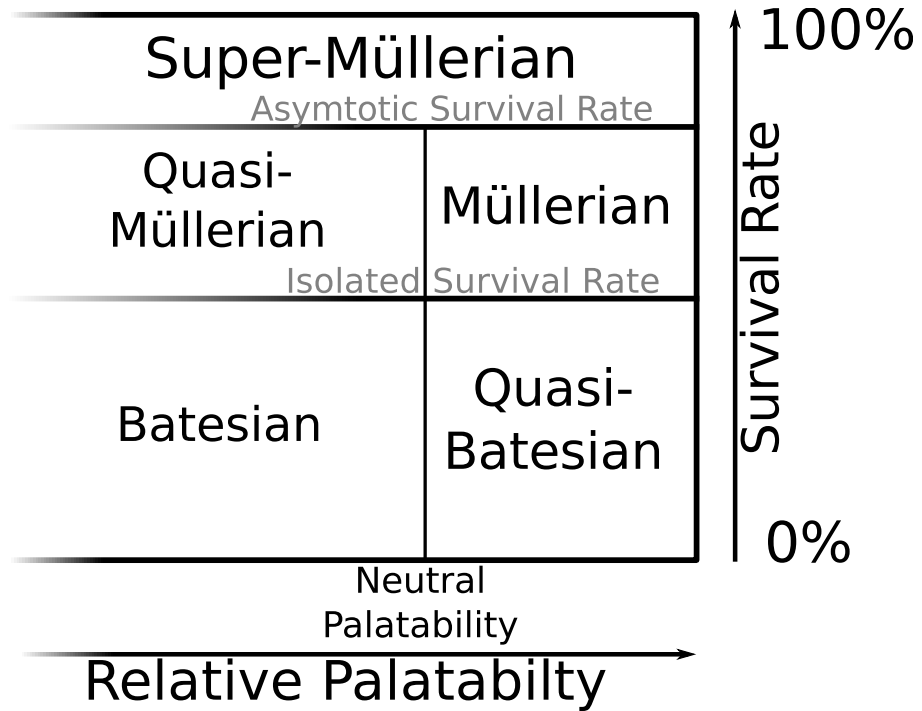 Super-Müllerian
Asymtotic Survival Rate
Quasi-
Müllerian
Müllerian
Isolated Survival Rate
Batesian
Quasi-
Batesian
Neutral
Palatability
Relative Palatabilty
100%
Survival Rate
0%